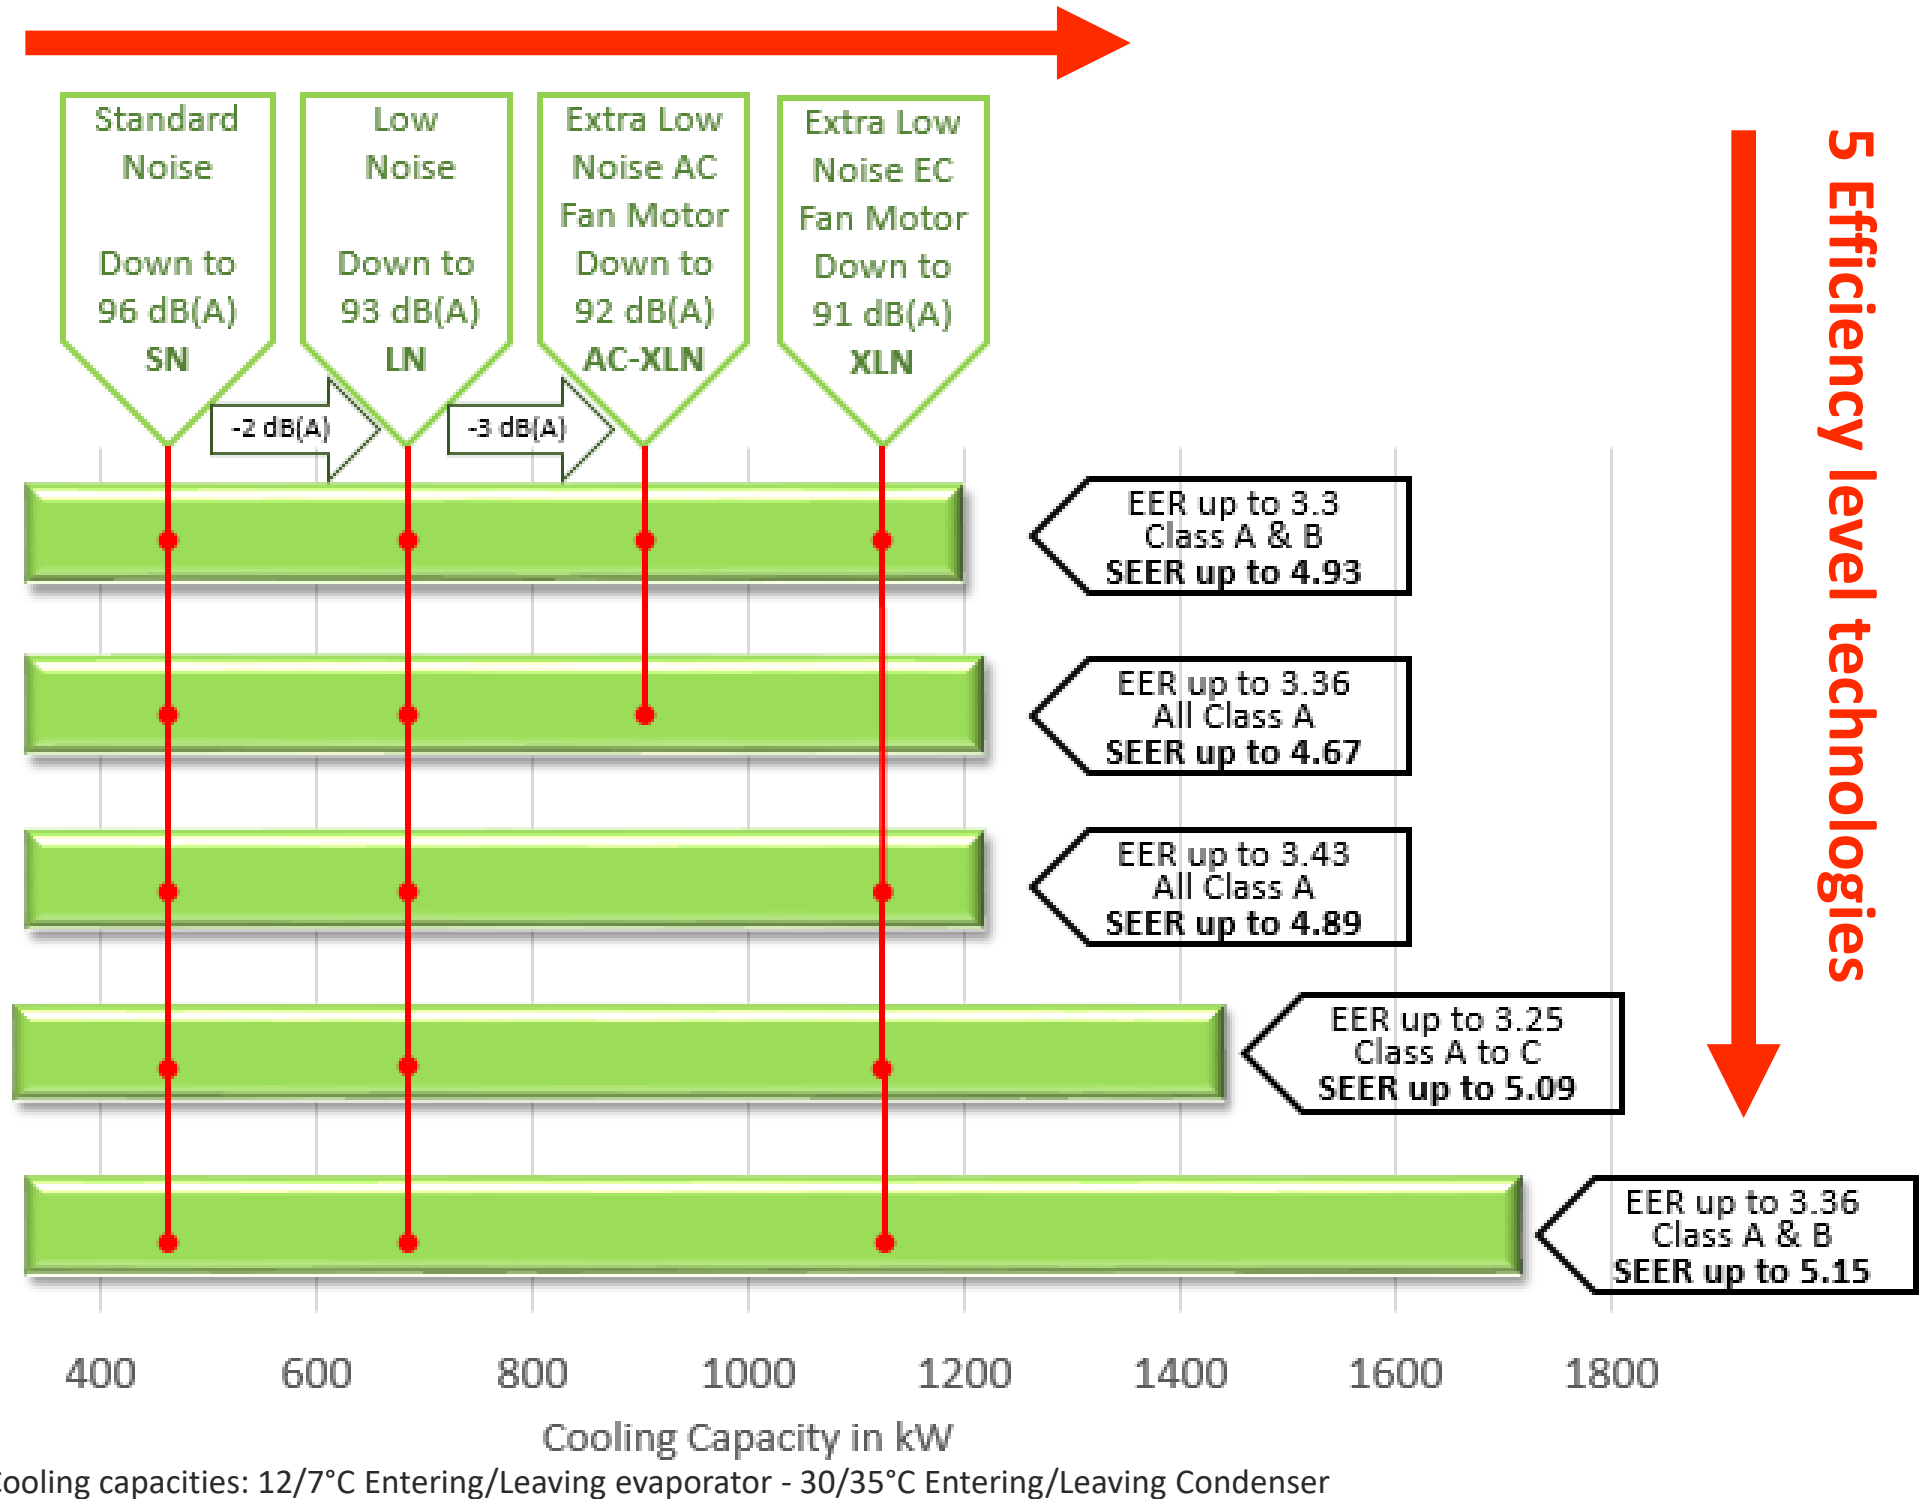 Standard
Noise
Down to
96 dB(A)
SN
Low
Noise
Down to
93 dB(A)
LN
Extra Low
Noise AC
Fan Motor
Down to
92 dB(A)
AC-XLN
Extra Low
Noise EC
Fan Motor
Down to
91 dB(A)
XLN
-2 dB(A)
-3 dB(A)
EER up to 3.3
Class A & B
SEER up to 4.93
EER up to 3.36
All Class A
SEER up to 4.67
EER up to 3.43
All Class A
SEER up to 4.89
EER up to 3.25
Class A to C
SEER up to 5.09
EER up to 3.36
Class A & B
SEER up to 5.15
5 Efficiency level technologies
400 600 800 1000 1200 1400 1600 1800
Cooling Capacity in kW
Cooling capacities: 12/7°C Entering/Leaving evaporator - 30/35°C Entering/Leaving Condenser